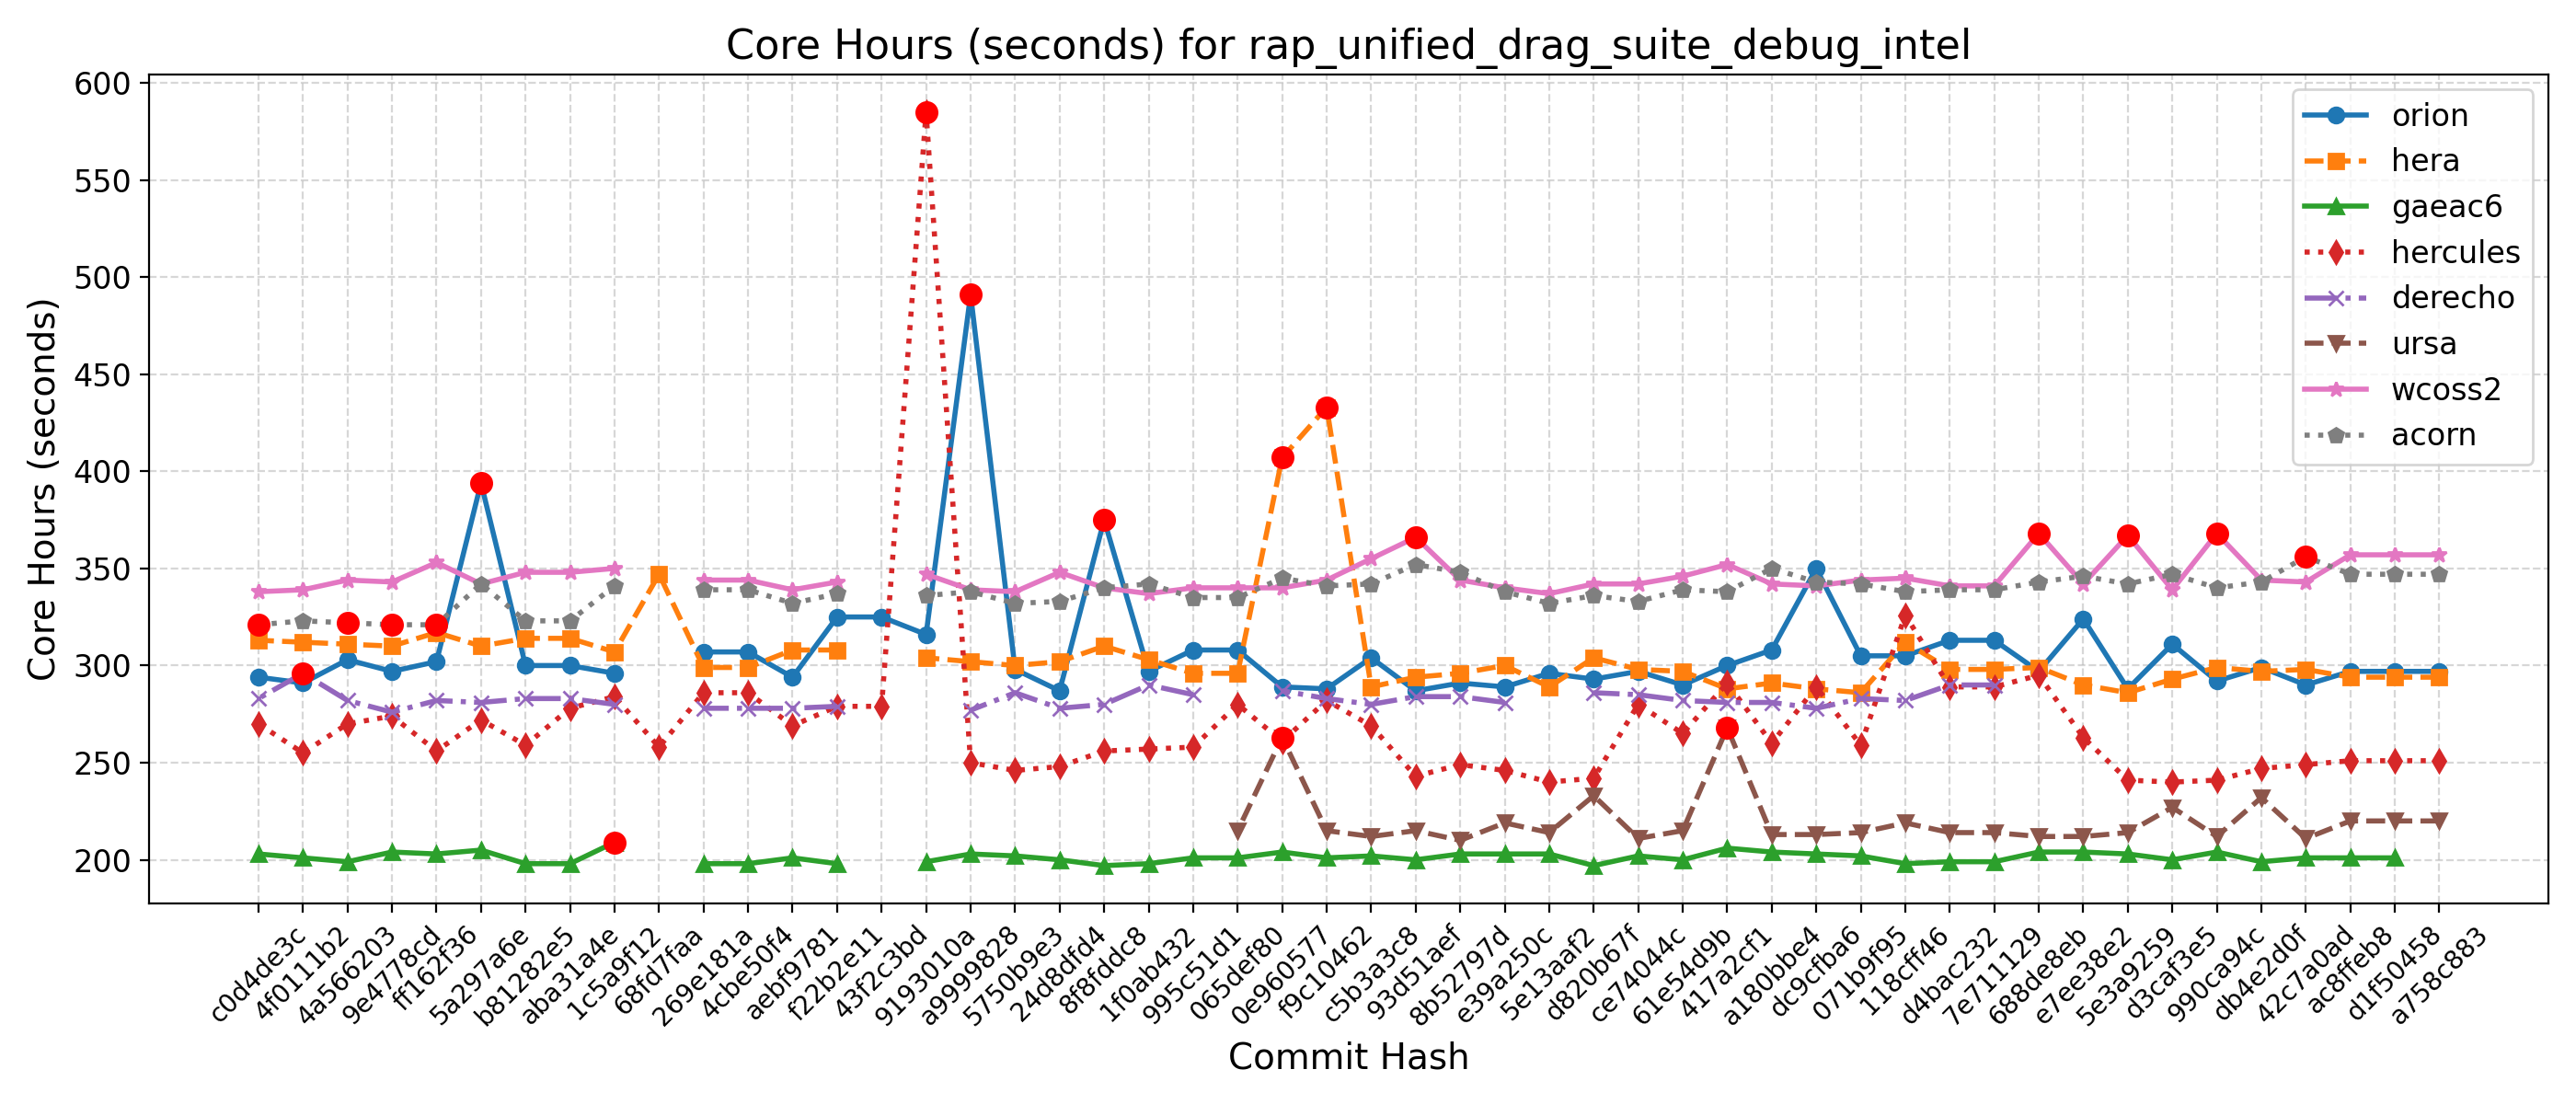 Core Hours (seconds) for rap_unified_drag_suite_debug_intel
Core Hours (seconds)
600
550
500
450
400
350
300
250
200
orion
hera
gaeac6
hercules
derecho
ursa
wcoss2
acorn
c0d4de3c
4f0111b2
4a566203
9e4778cd
ff162f36
5a297a6e
b81282e5
aba31a4e
1c5a9f12
68fd7faa
269e181a
4cbe50f4
aebf9781
f22b2e11
43f2c3bd
9193010a
a9999828
5750b9e3
24d8dfd4
8f8fddc8
1f0ab432
995c51d1
065def80
0e960577
f9c10462
c5b3a3c8
93d51aef
8b52797d
e39a250c
5e13aaf2
d820b67f
ce74044c
61e54d9b
417a2cf1
a180bbe4
dc9cfba6
071b9f95
118cff46
d4bac232
7e711129
688de8eb
e7ee38e2
5e3a9259
d3caf3e5
990ca94c
db4e2d0f
42c7a0ad
ac8ffeb8
d1f50458
a758c883
Commit Hash